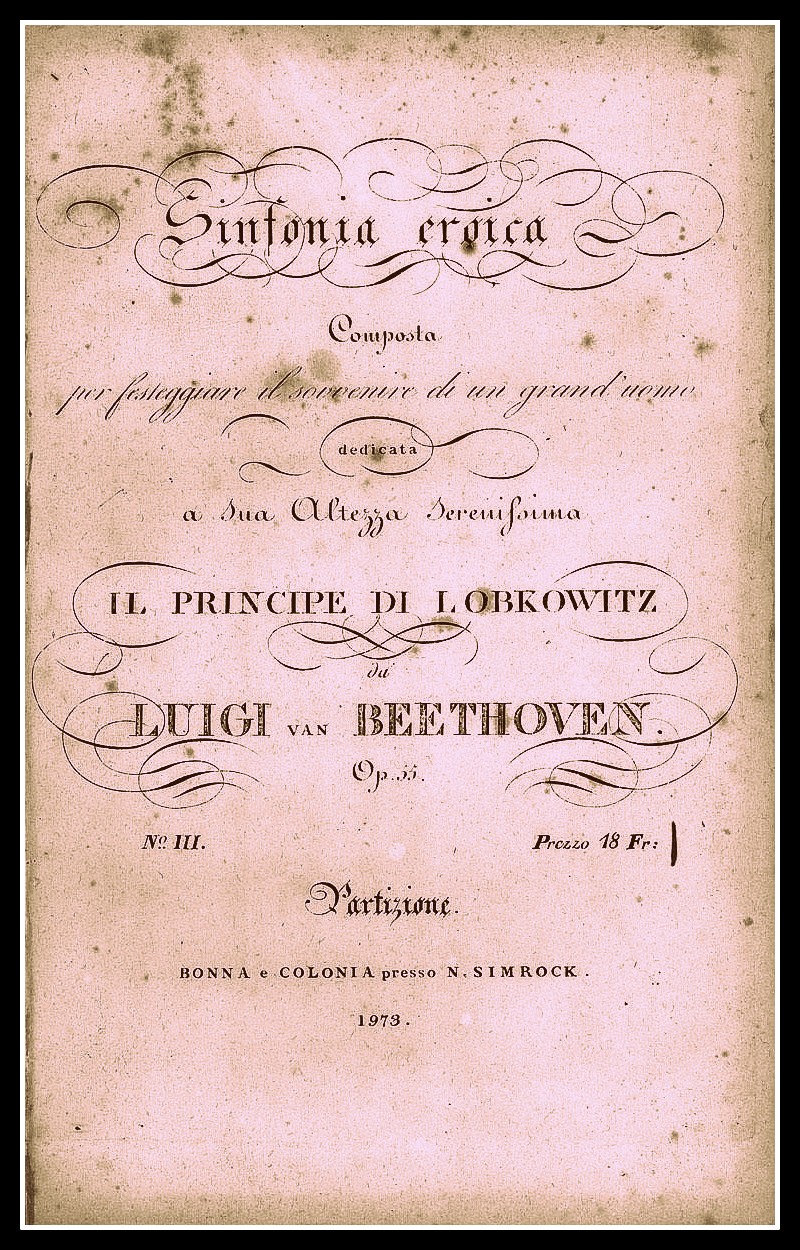 Sinfonia eroica
Composta
per festeggiare il sovvenire di un grand'uomo
dedicata
a Sua Altezza Sereniſsima
IL PRINCIPE DI LOBKOWITZ
da
LUIGI VAN BEETHOVEN.
Op. 55.
Nº III. Prezzo 18 Fr:
Partizione.
BONNA e COLONIA presso N. SIMROCK.
1973.